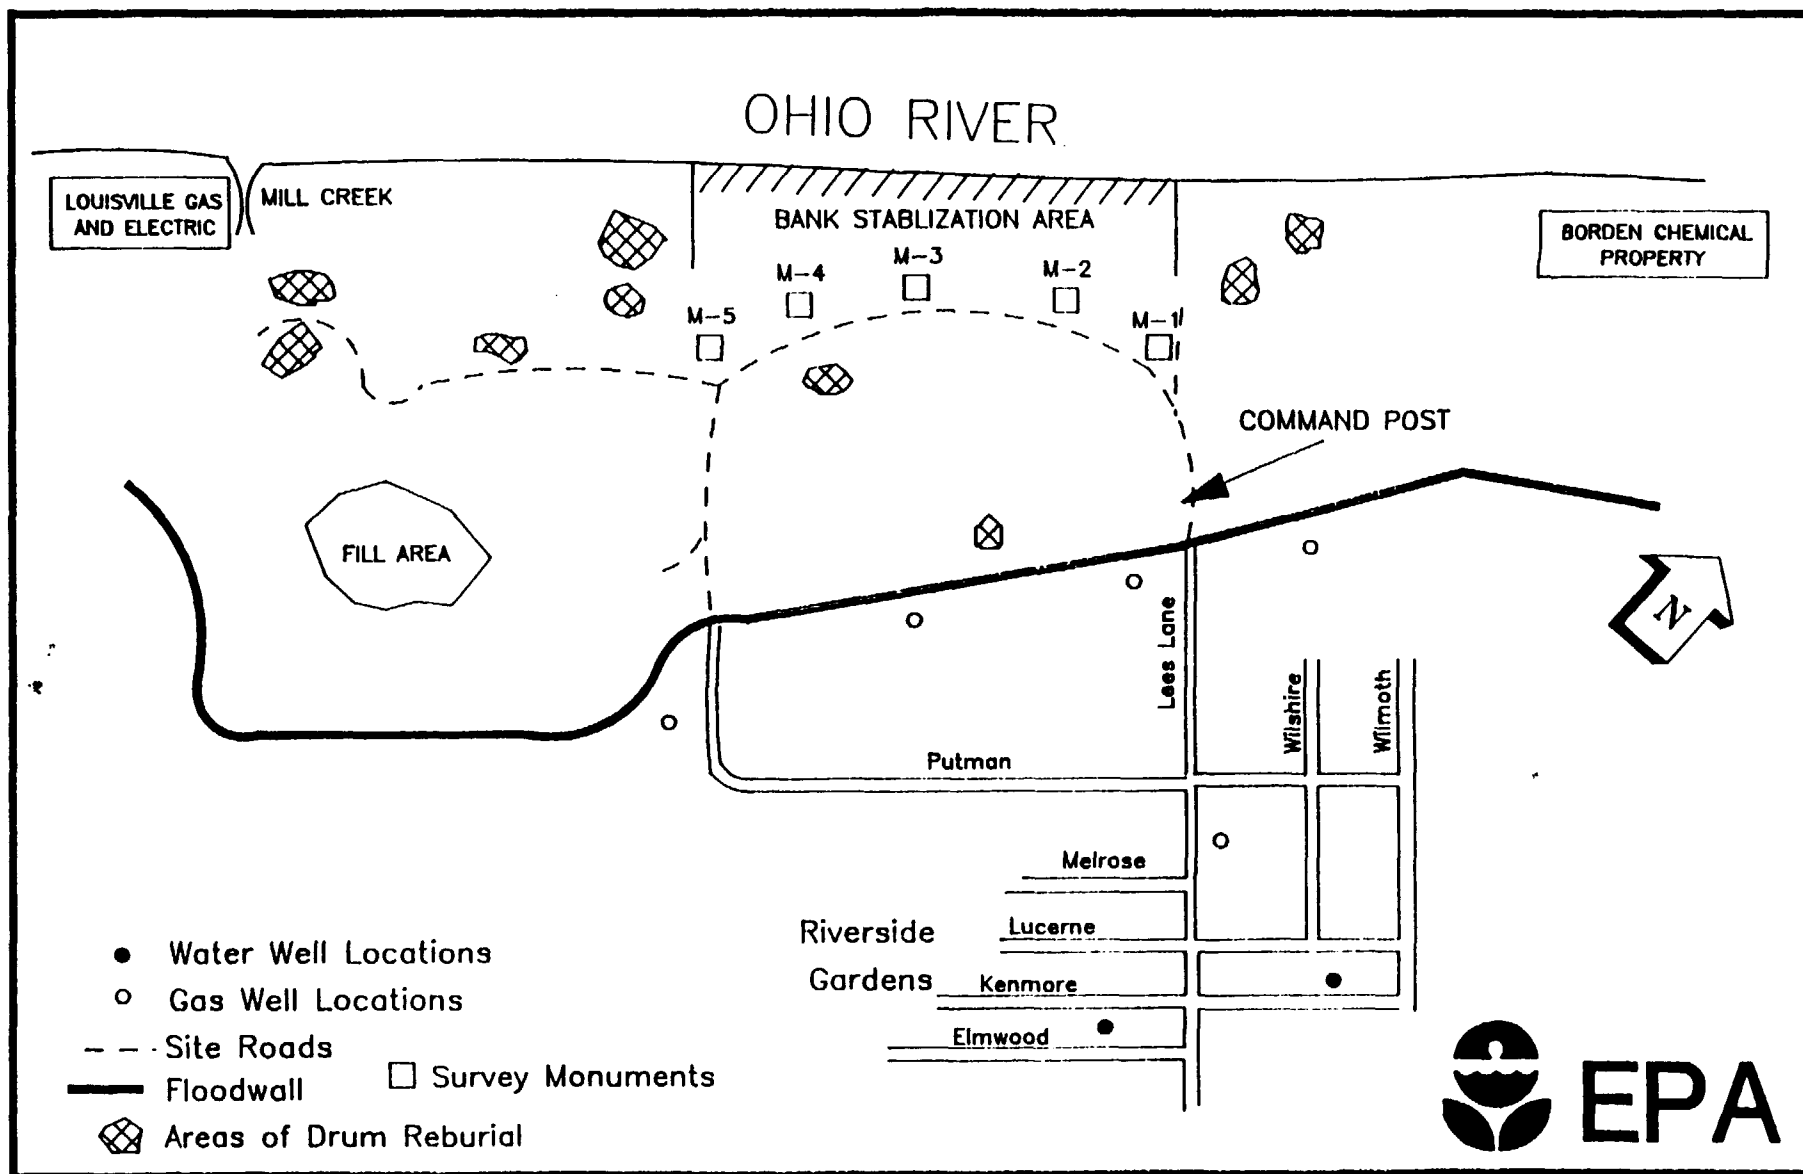 OHIO RIVER
LOUISVILLE GAS
AND ELECTRIC
MILL CREEK
BANK STABLIZATION AREA
BORDEN CHEMICAL
PROPERTY
M-3
M-4
M-2
M-5
M-1
COMMAND POST
FILL AREA
N
Lees Lane
Wilshire
Wilmoth
Putman
Melrose
Riverside
Gardens
Lucerne
Kenmore
Elmwood
Water Well Locations
Gas Well Locations
Site Roads
Floodwall
Survey Monuments
Areas of Drum Reburial
EPA